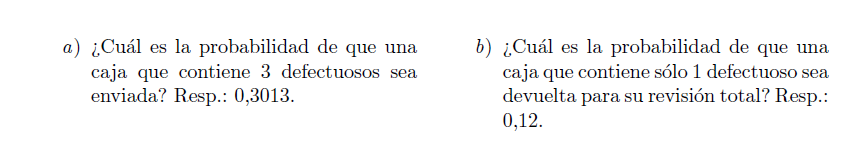 a) ¿Cuál es la probabilidad de que una
caja que contiene 3 defectuosos sea
enviada? Resp.: 0,3013.
b) ¿Cuál es la probabilidad de que una
caja que contiene sólo 1 defectuoso sea
devuelta para su revisión total? Resp.:
0,12.